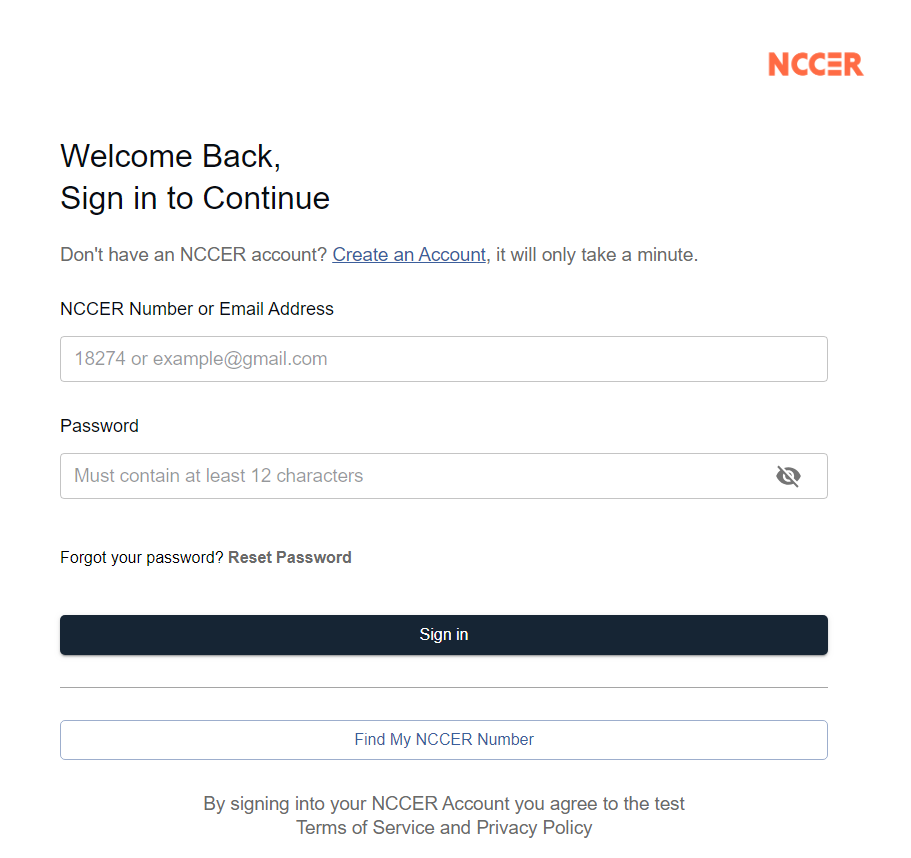 NCCER
Welcome Back,
Sign in to Continue
Don't have an NCCER account? Create an Account, it will only take a minute.
NCCER Number or Email Address
18274 or example@gmail.com
Password
Must contain at least 12 characters
Forgot your password? Reset Password
Sign in
Find My NCCER Number
By signing into your NCCER Account you agree to the test
Terms of Service and Privacy Policy